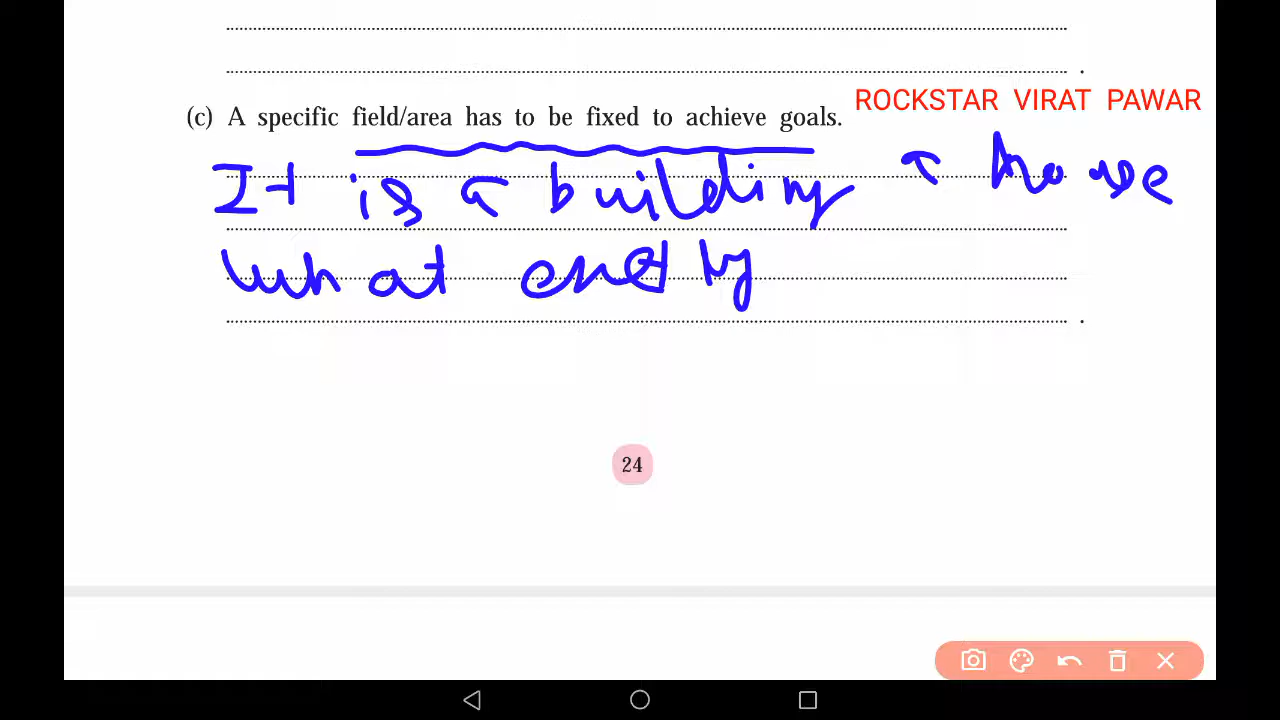 (c) A specific field/area has to be fixed to achieve goals.
ROCKSTAR VIRAT PAWAR
It is a building a house
what
24